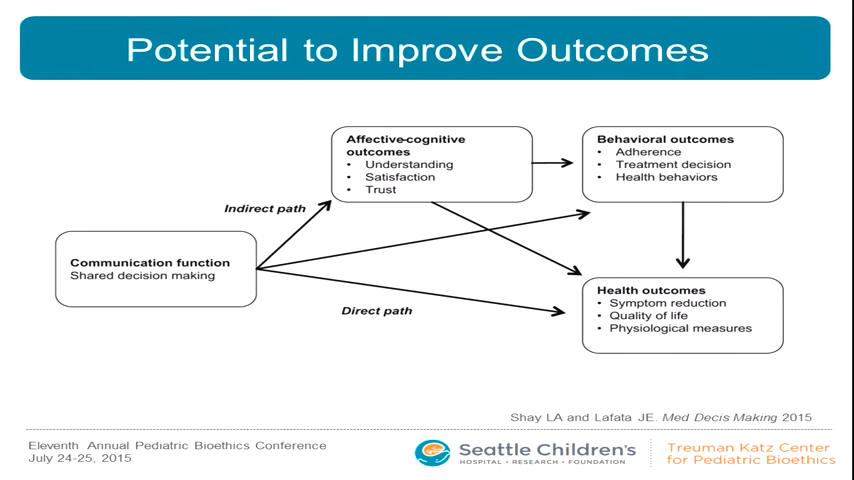 Potential to Improve Outcomes
Affective-cognitive
outcomes
• Understanding
• Satisfaction
• Trust
Behavioral outcomes
• Adherence
• Treatment decision
• Health behaviors
Indirect path
Communication function
Shared decision making
Direct path
Health outcomes
• Symptom reduction
• Quality of life
• Physiological measures
Shay LA and Lafata JE. Med Decis Making 2015
Eleventh Annual Pediatric Bioethics Conference
July 24-25, 2015
Seattle Children's
HOSPITAL • RESEARCH • FOUNDATION
Treuman Katz Center
for Pediatric Bioethics